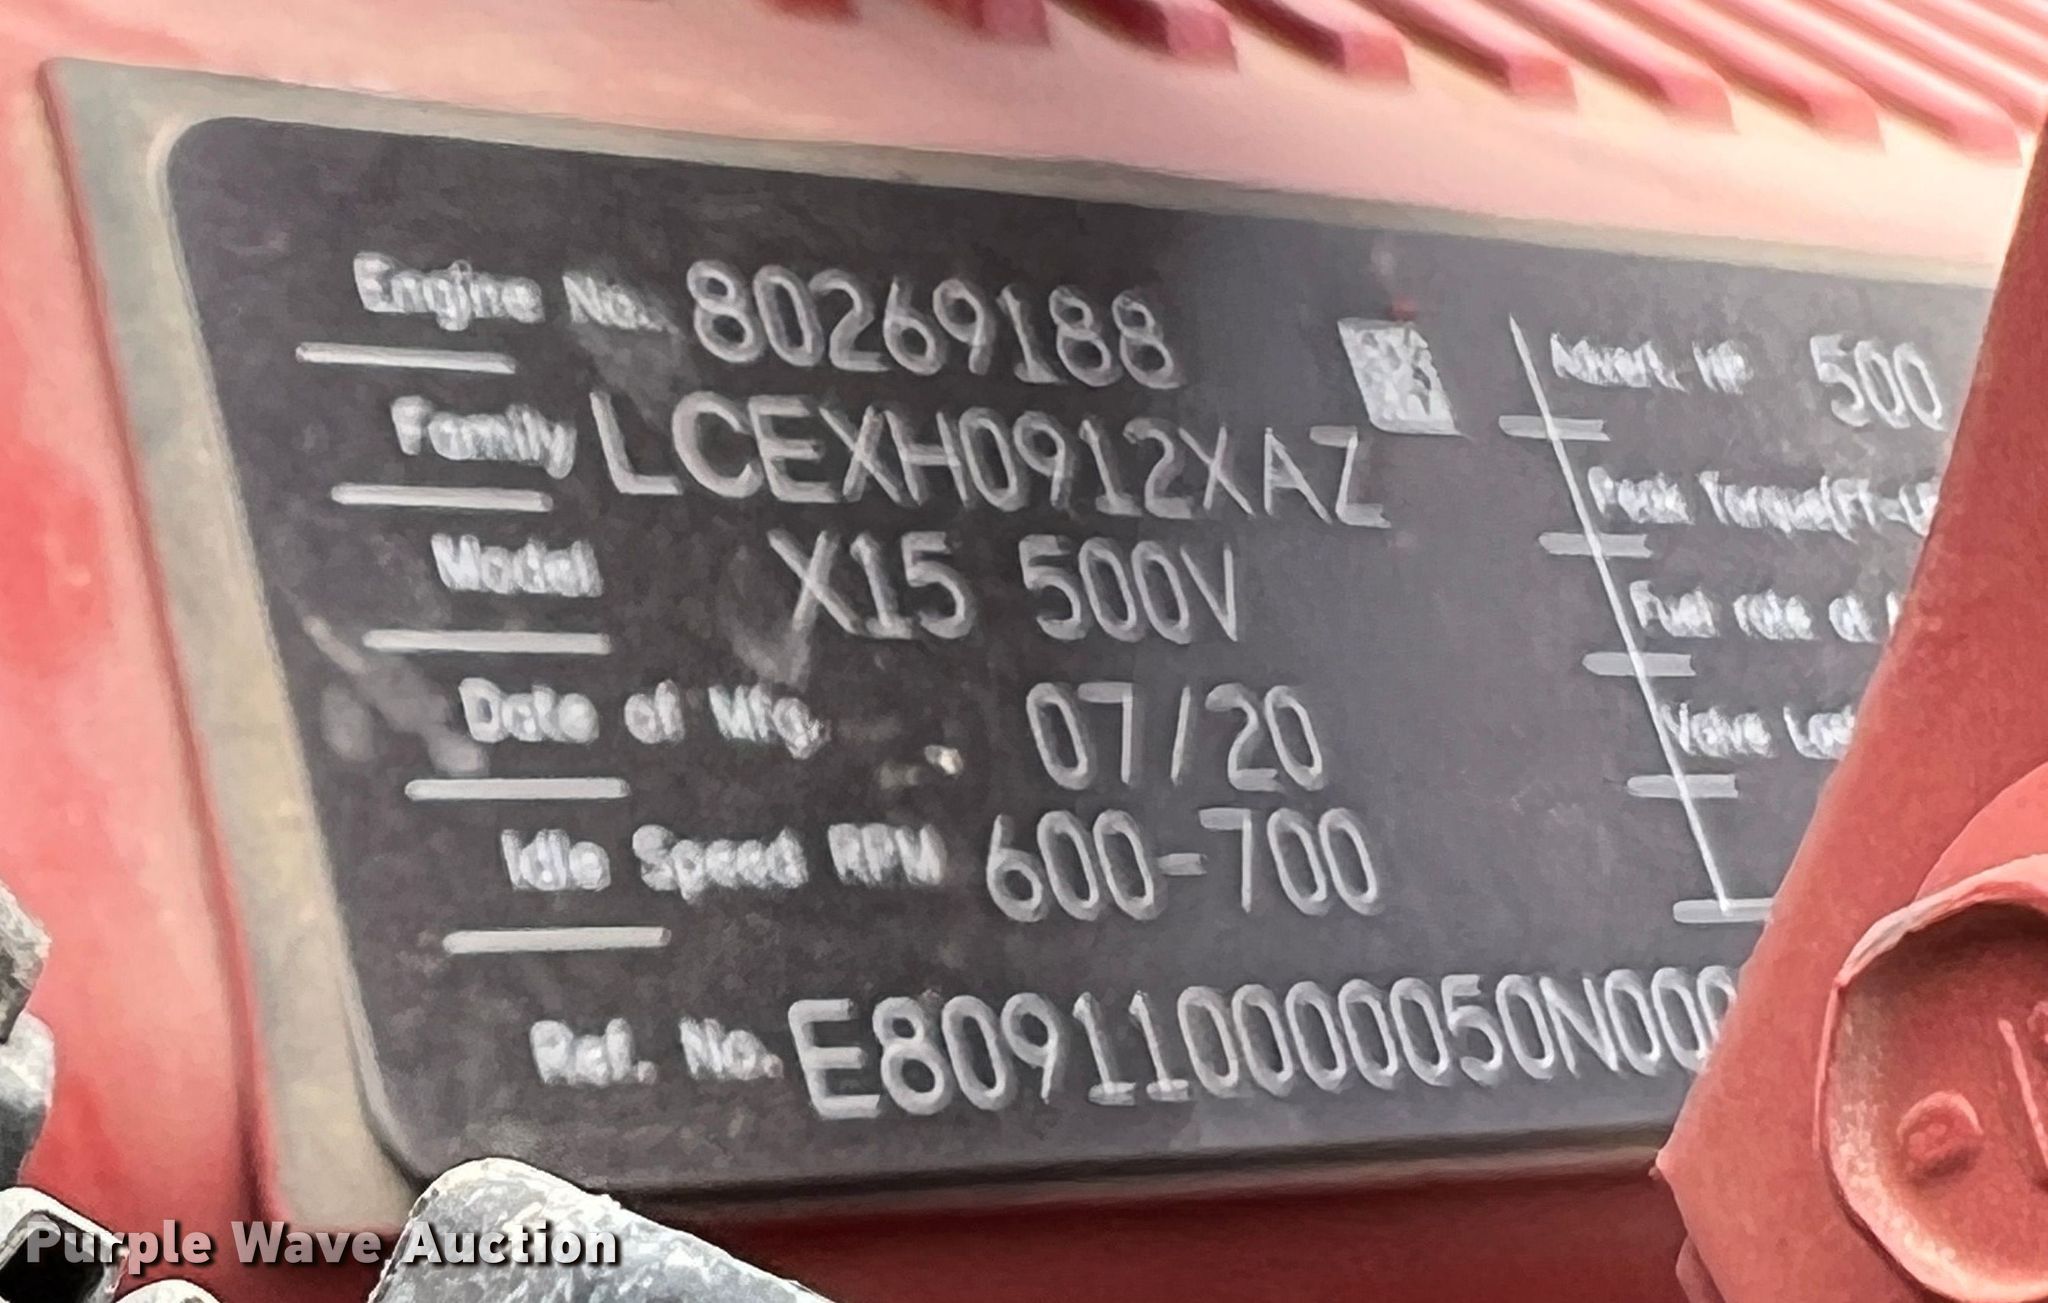 Engine No. 80269188
Family LCEXH0912XAZ
Model X15 500V
Date of Mfg. 07/20
Idle Speed RPM 600-700
Ref. No. E8091100000050N000
Advert. HP 500
Peak Torque(FT-LB
Fuel rate at
Valve Lash
Purple Wave Auction